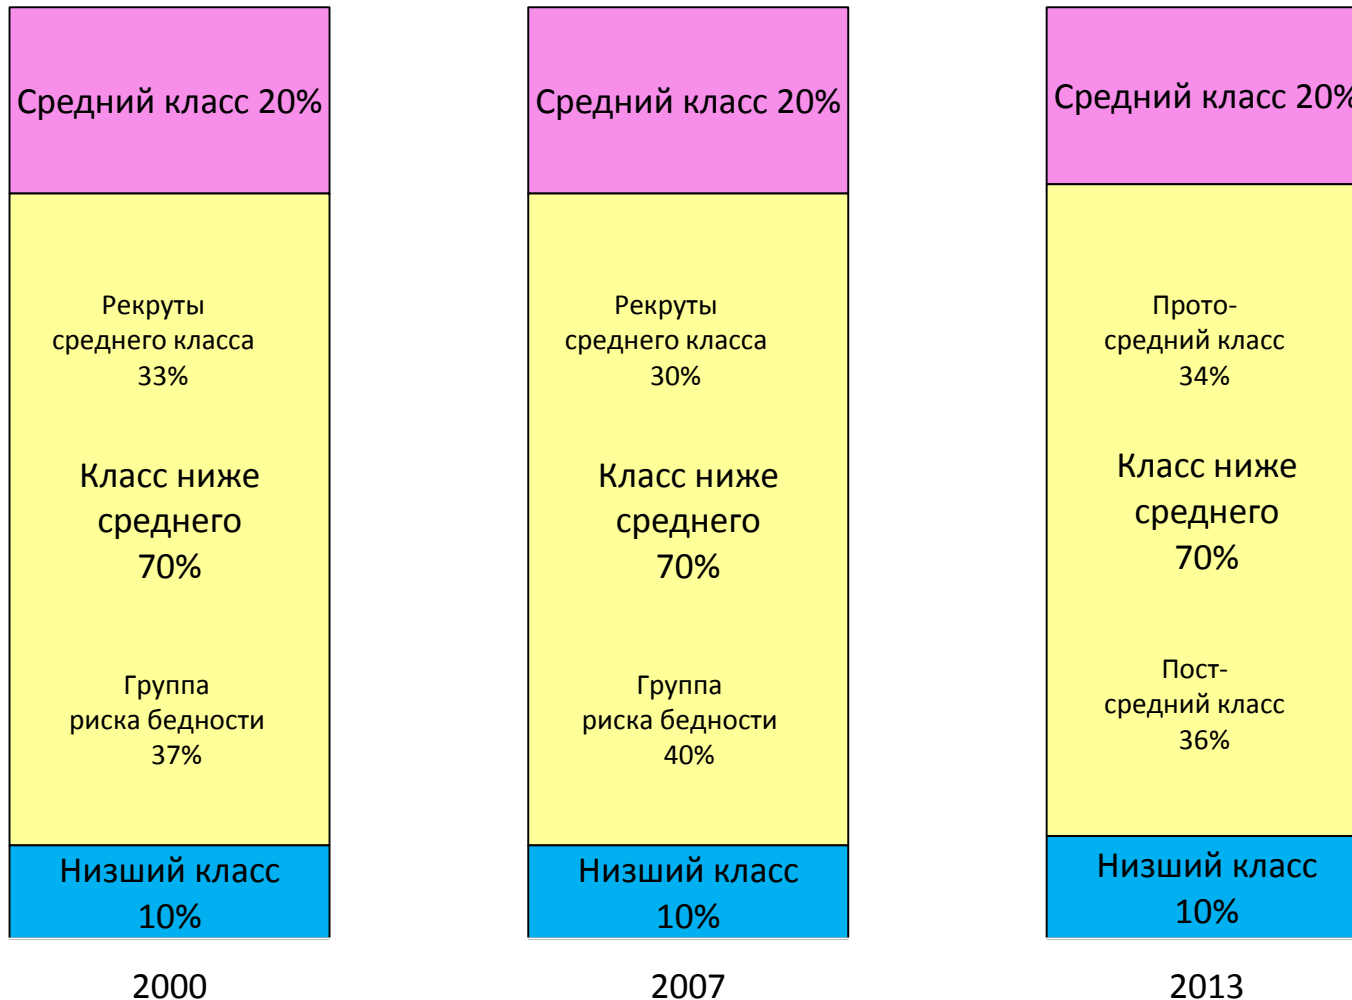 Средний класс 20%
Рекруты
среднего класса
33%
Класс ниже
среднего
70%
Группа
риска бедности
37%
Низший класс
10%
2000
Средний класс 20%
Рекруты
среднего класса
30%
Класс ниже
среднего
70%
Группа
риска бедности
40%
Низший класс
10%
2007
Средний класс 20%
Прото-
средний класс
34%
Класс ниже
среднего
70%
Пост-
средний класс
36%
Низший класс
10%
2013